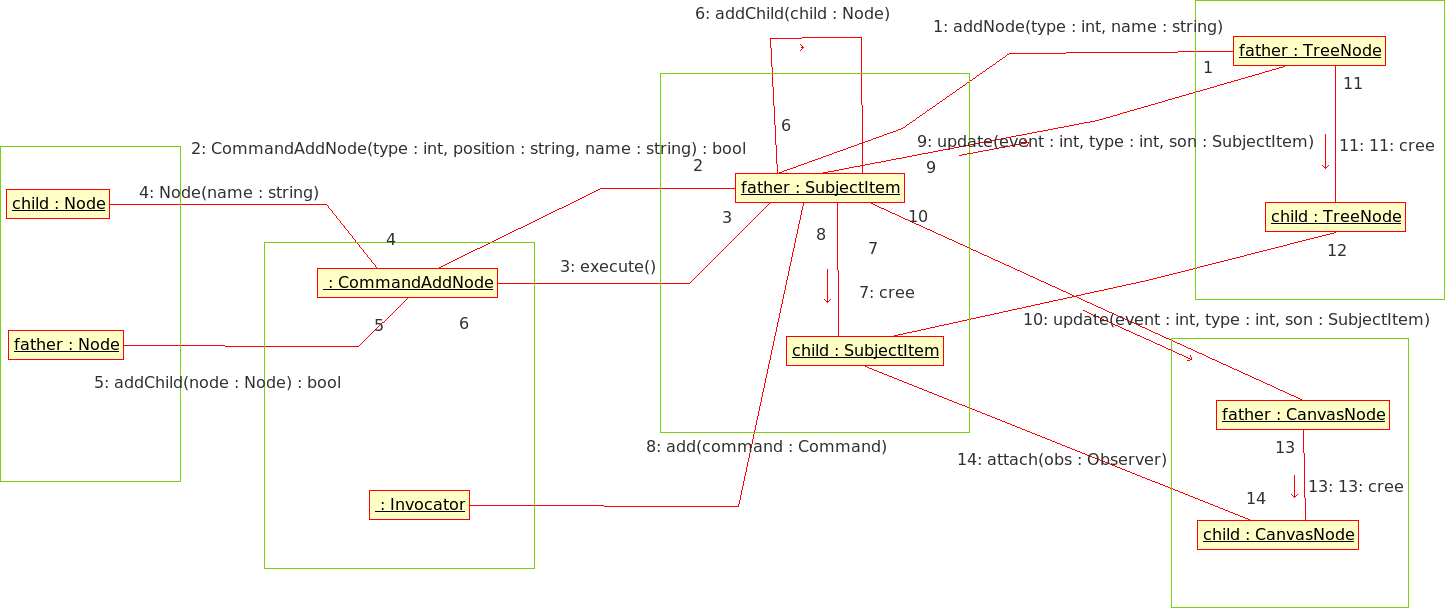 6: addChild(child : Node)
1: addNode(type : int, name : string)
father : TreeNode
1
11
6
9: update(event : int, type : int, son : SubjectItem)
11: 11: cree
2: CommandAddNode(type : int, position : string, name : string) : bool
2
9
father : SubjectItem
4: Node(name : string)
child : Node
3
10
child : TreeNode
4
8
7
12
3: execute()
: CommandAddNode
7: cree
5
6
10: update(event : int, type : int, son : SubjectItem)
father : Node
child : SubjectItem
5: addChild(node : Node) : bool
father : CanvasNode
8: add(command : Command)
13
14: attach(obs : Observer)
13: 13: cree
14
: Invocator
child : CanvasNode